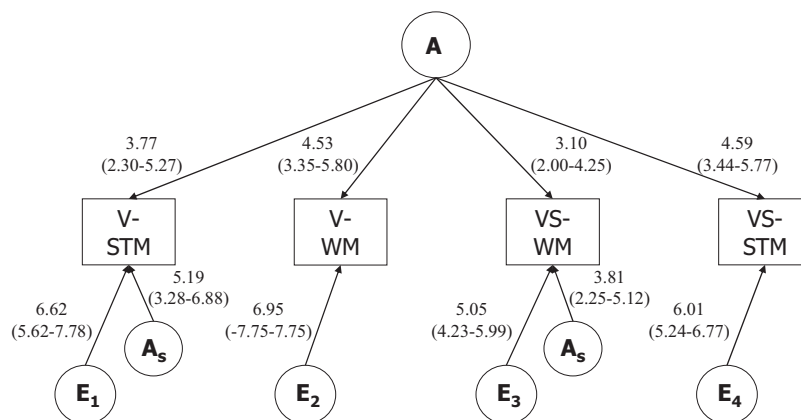 A
3.77
(2.30-5.27)
4.53
(3.35-5.80)
3.10
(2.00-4.25)
4.59
(3.44-5.77)
V-
STM
V-
WM
VS-
WM
VS-
STM
6.62
(5.62-7.78)
5.19
(3.28-6.88)
6.95
(-7.75-7.75)
5.05
(4.23-5.99)
3.81
(2.25-5.12)
6.01
(5.24-6.77)
As
As
E1
E2
E3
E4